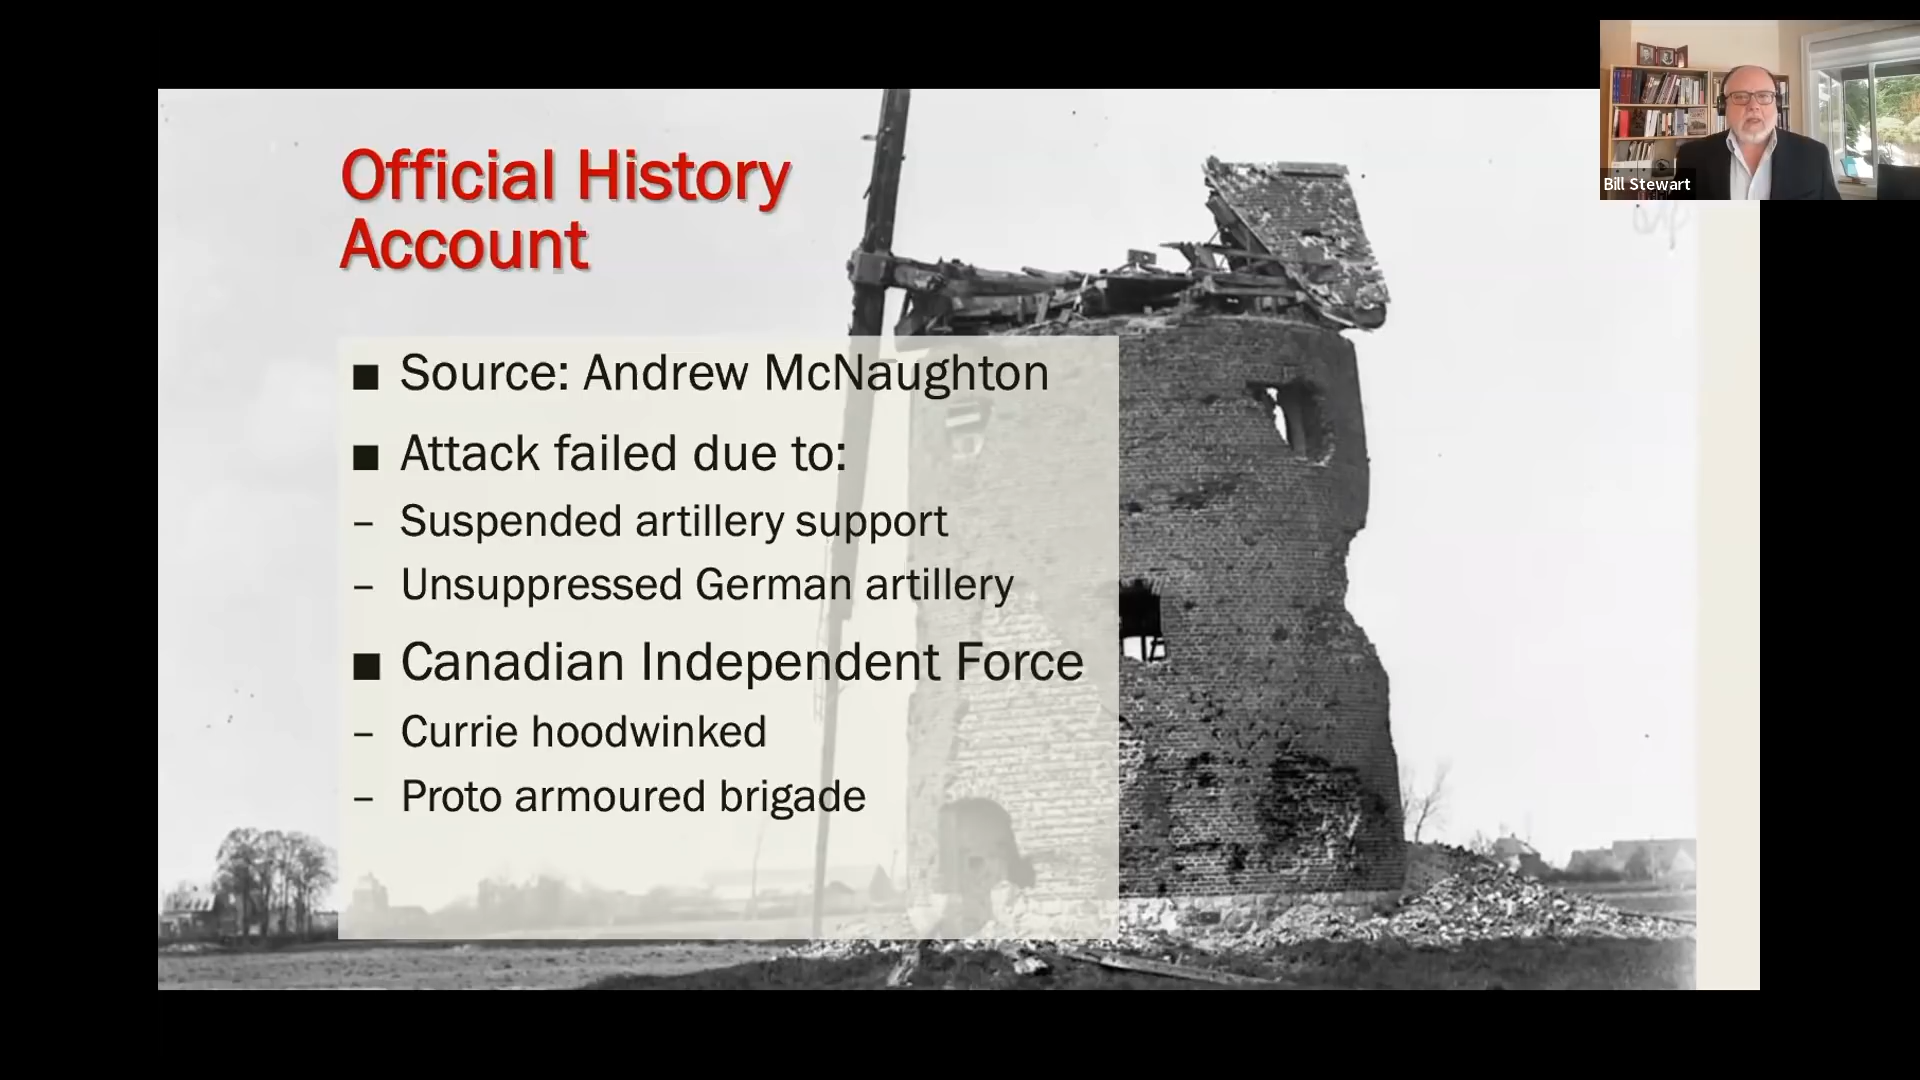 Official History
Account
■ Source: Andrew McNaughton
■ Attack failed due to:
– Suspended artillery support
– Unsuppressed German artillery
■ Canadian Independent Force
– Currie hoodwinked
– Proto armoured brigade
Bill Stewart